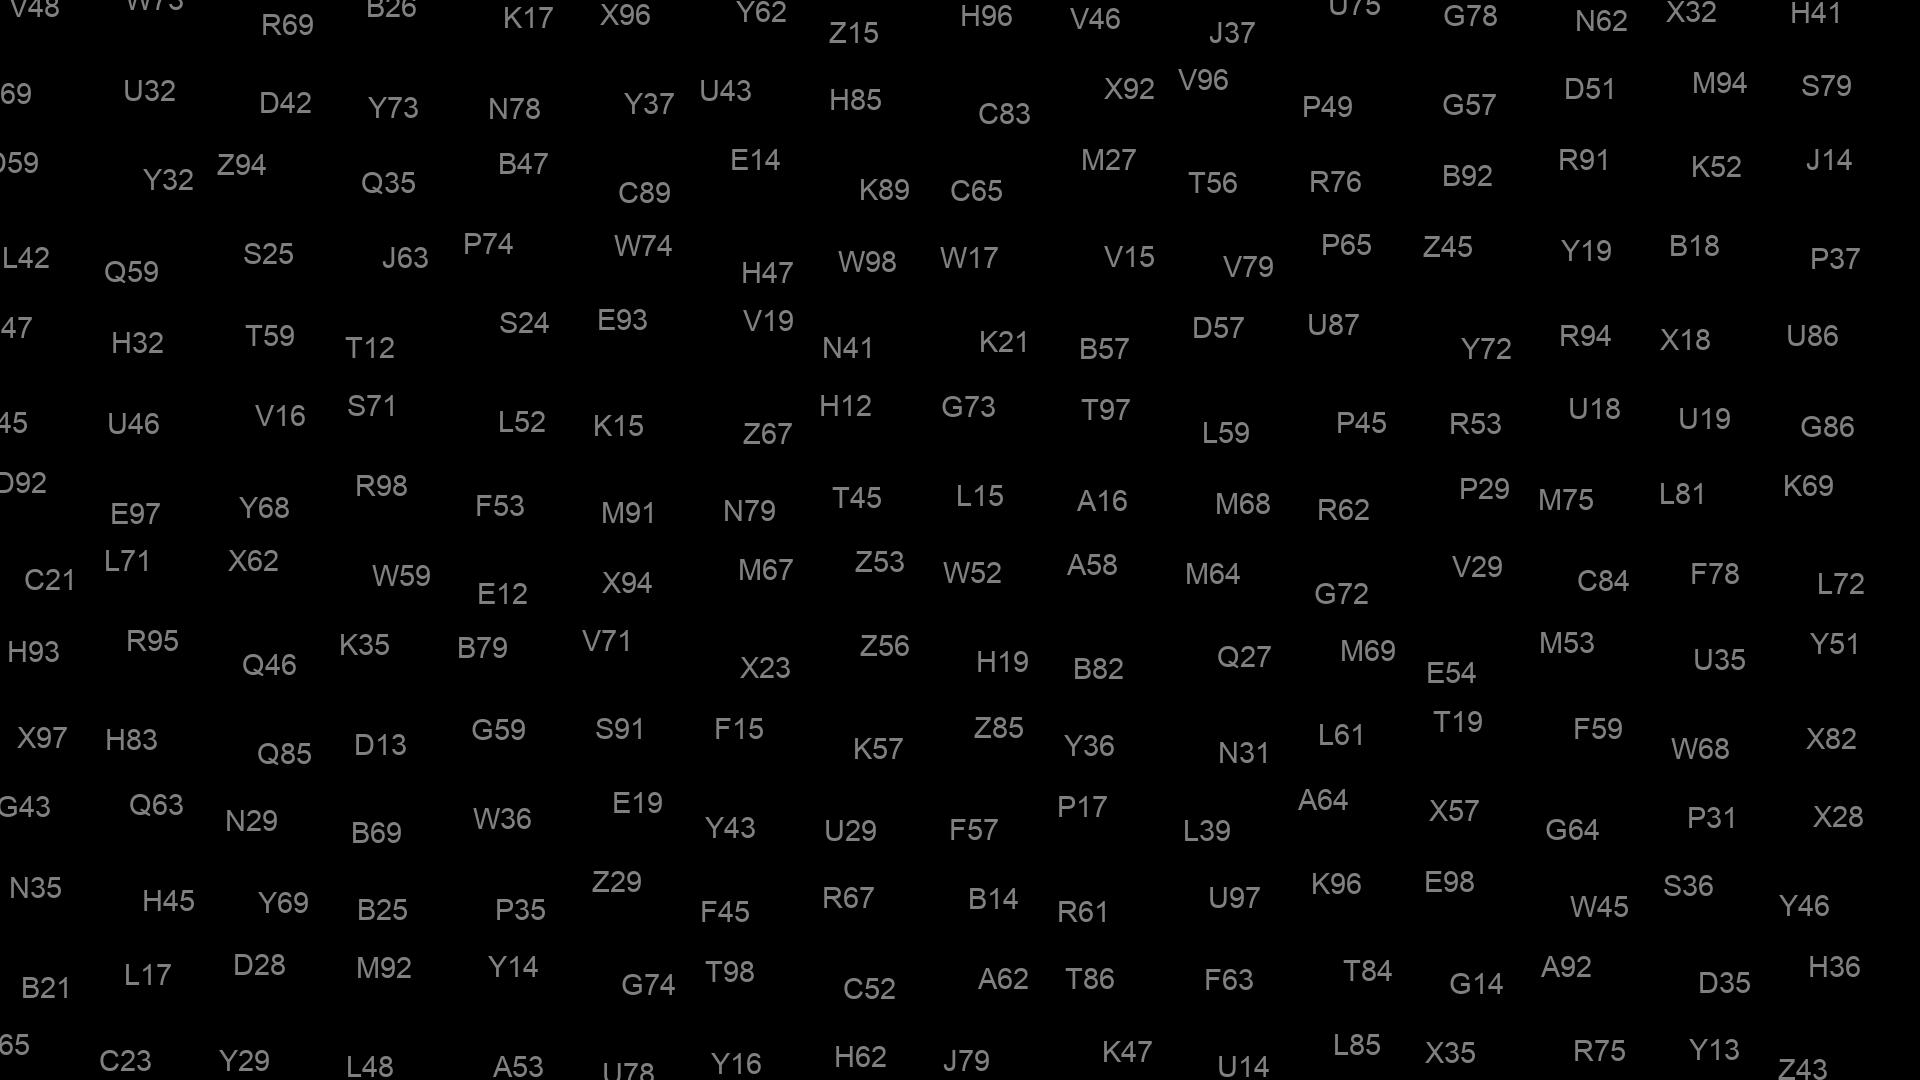 V48 W73 R69 B26 K17 X96 Y62 Z15 H96 V46 J37 U75 G78 N62 X32 H41
69 U32 D42 Y73 N78 Y37 U43 H85 C83 X92 V96 P49 G57 D51 M94 S79
59 Y32 Z94 Q35 B47 C89 E14 K89 C65 M27 T56 R76 B92 R91 K52 J14
L42 Q59 S25 J63 P74 W74 H47 W98 W17 V15 V79 P65 Z45 Y19 B18 P37
47 H32 T59 T12 S24 E93 V19 N41 K21 B57 D57 U87 Y72 R94 X18 U86
45 U46 V16 S71 L52 K15 Z67 H12 G73 T97 L59 P45 R53 U18 U19 G86
D92 E97 Y68 R98 F53 M91 N79 T45 L15 A16 M68 R62 P29 M75 L81 K69
C21 L71 X62 W59 E12 X94 M67 Z53 W52 A58 M64 G72 V29 C84 F78 L72
H93 R95 Q46 K35 B79 V71 X23 Z56 H19 B82 Q27 M69 E54 M53 U35 Y51
X97 H83 Q85 D13 G59 S91 F15 K57 Z85 Y36 N31 L61 T19 F59 W68 X82
G43 Q63 N29 B69 W36 E19 Y43 U29 F57 P17 L39 A64 X57 G64 P31 X28
N35 H45 Y69 B25 P35 Z29 F45 R67 B14 R61 U97 K96 E98 W45 S36 Y46
B21 L17 D28 M92 Y14 G74 T98 C52 A62 T86 F63 T84 G14 A92 D35 H36
65 C23 Y29 L48 A53 U78 Y16 H62 J79 K47 U14 L85 X35 R75 Y13 Z43